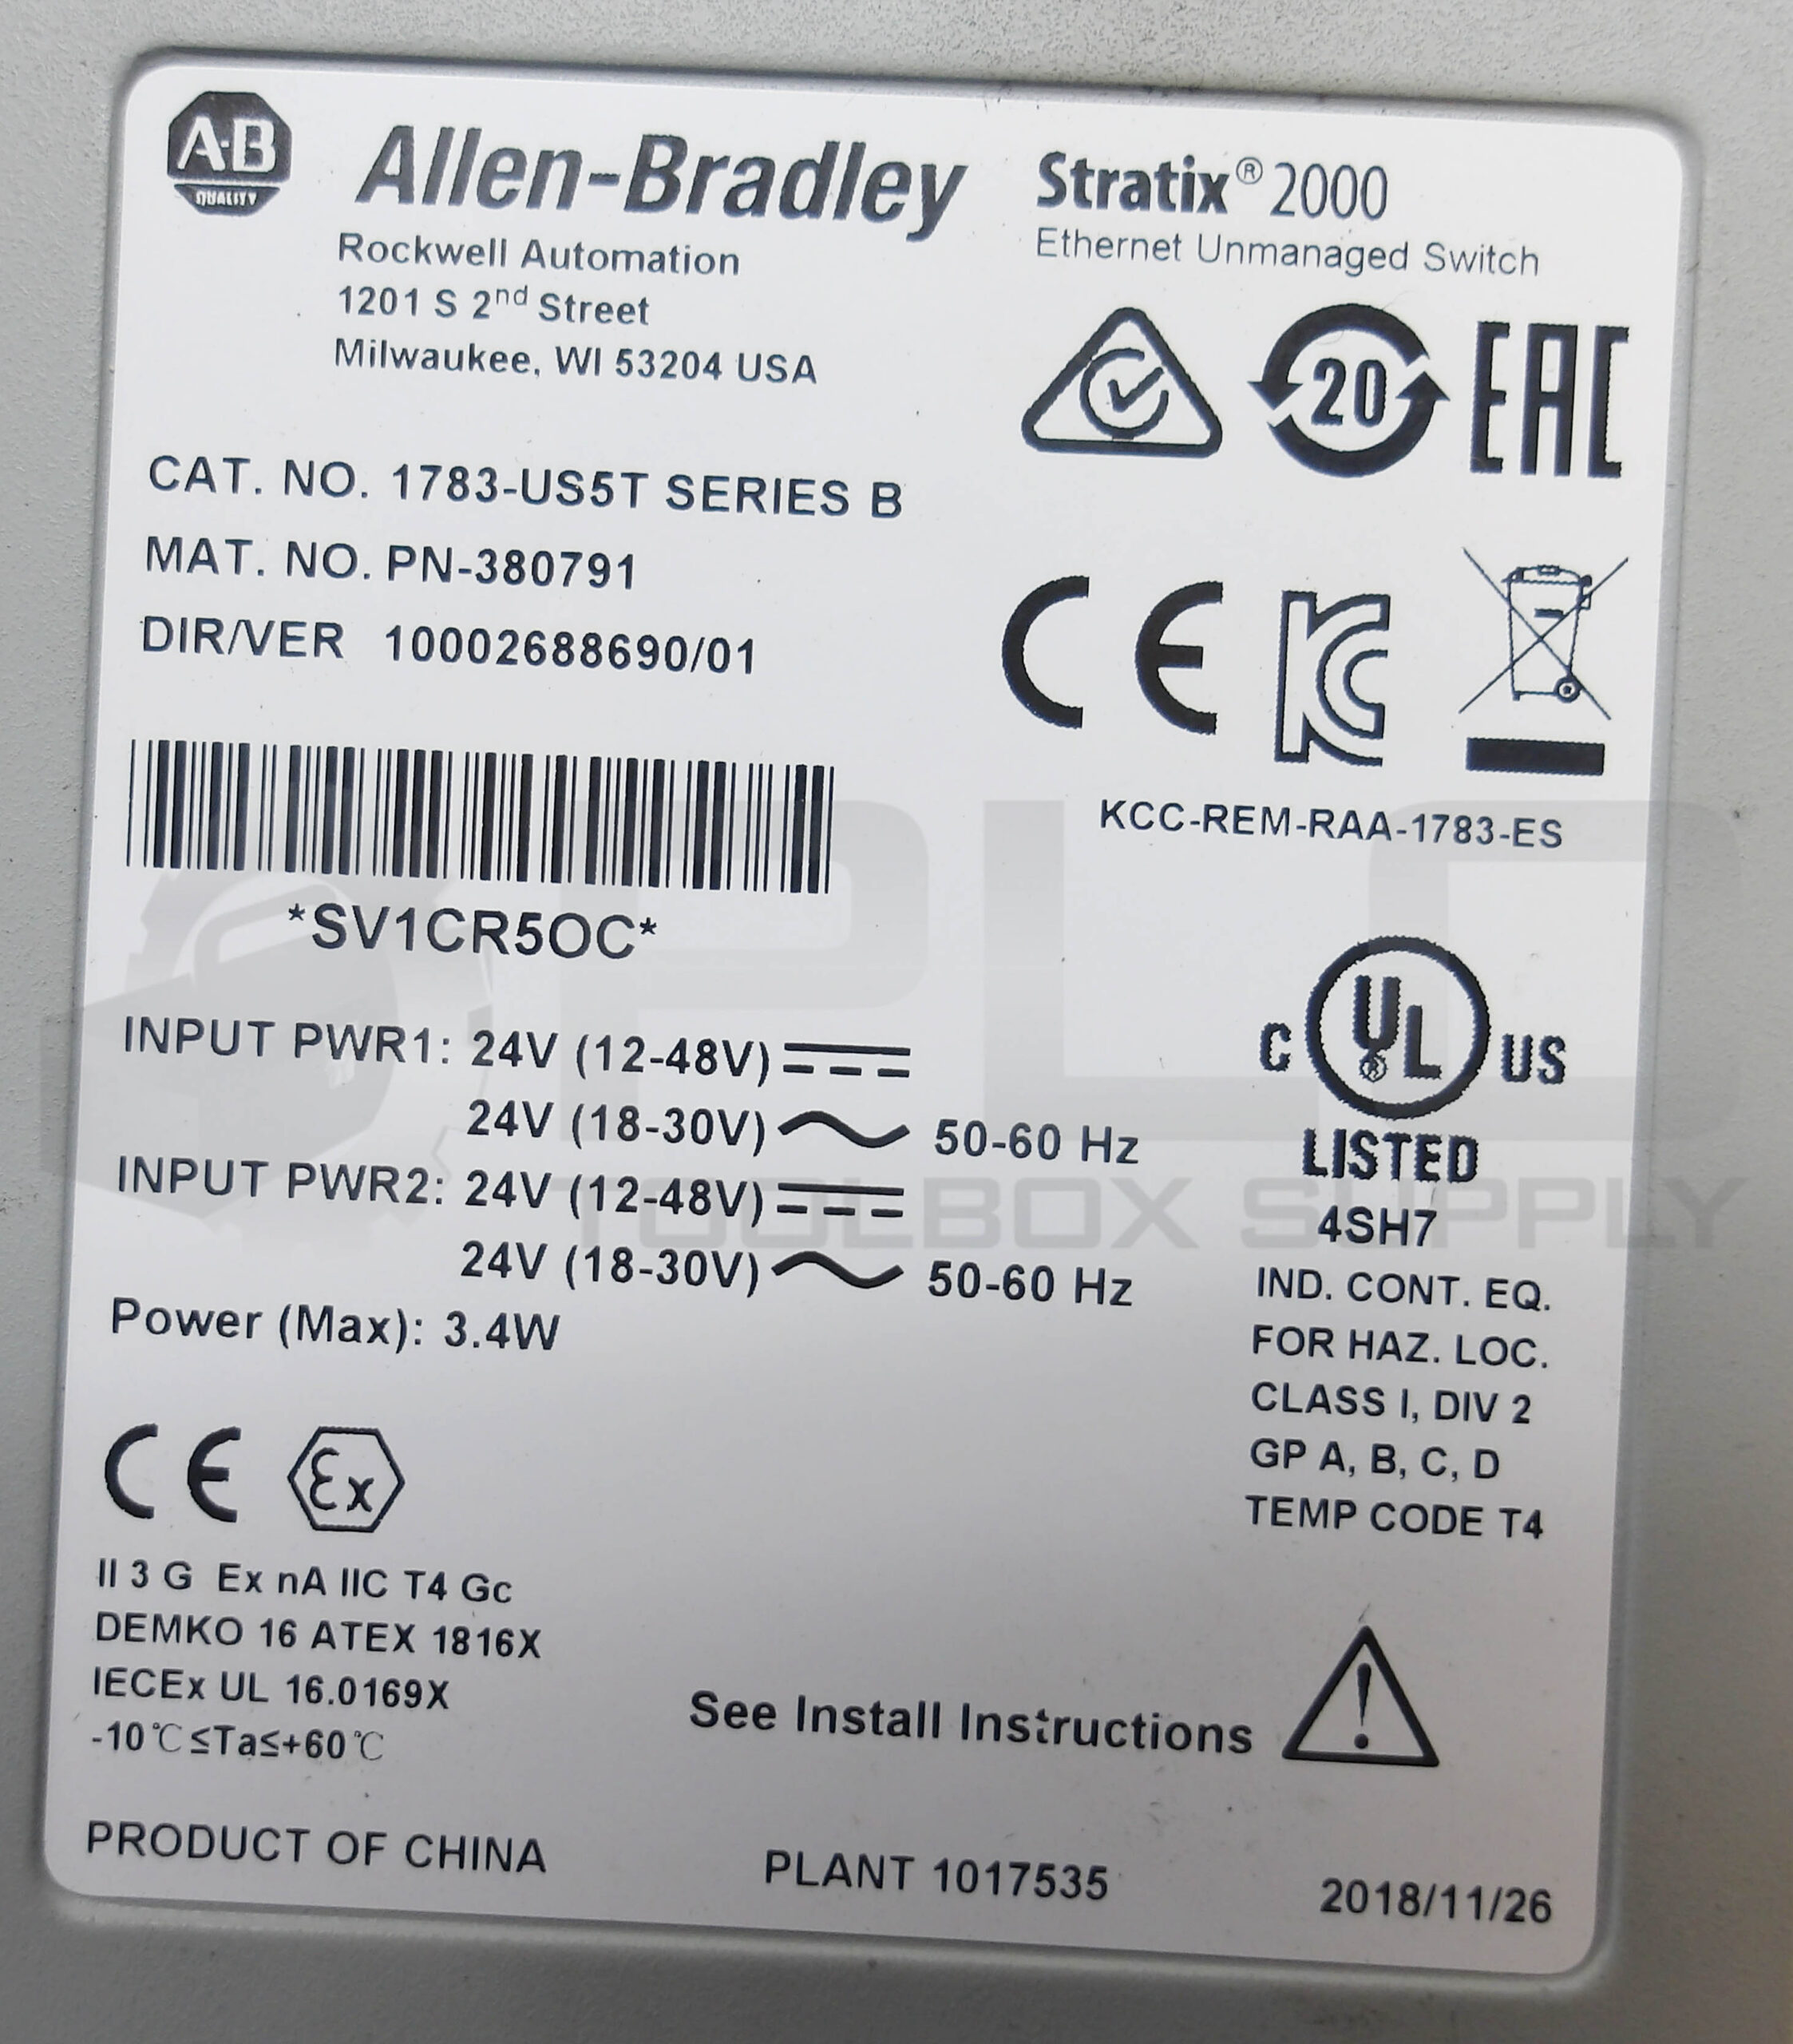 A-B
QUALITY
Allen-Bradley
Rockwell Automation
1201 S 2nd Street
Milwaukee, WI 53204 USA
Stratix® 2000
Ethernet Unmanaged Switch
20
EAC
CAT. NO. 1783-US5T SERIES B
MAT. NO. PN-380791
DIR/VER 10002688690/01
CE
KC
KCC-REM-RAA-1783-ES
*SV1CR5OC*
INPUT PWR1: 24V (12-48V)
24V (18-30V) 50-60 Hz
INPUT PWR2: 24V (12-48V)
24V (18-30V) 50-60 Hz
Power (Max): 3.4W
C UL® US
LISTED
4SH7
IND. CONT. EQ.
FOR HAZ. LOC.
CLASS I, DIV 2
GP A, B, C, D
TEMP CODE T4
CE Ex
II 3 G Ex nA IIC T4 Gc
DEMKO 16 ATEX 1816X
IECEx UL 16.0169X
-10℃≤Ta≤+60℃
See Install Instructions
!
PRODUCT OF CHINA
PLANT 1017535
2018/11/26
PLC
TOOLBOX SUPPLY